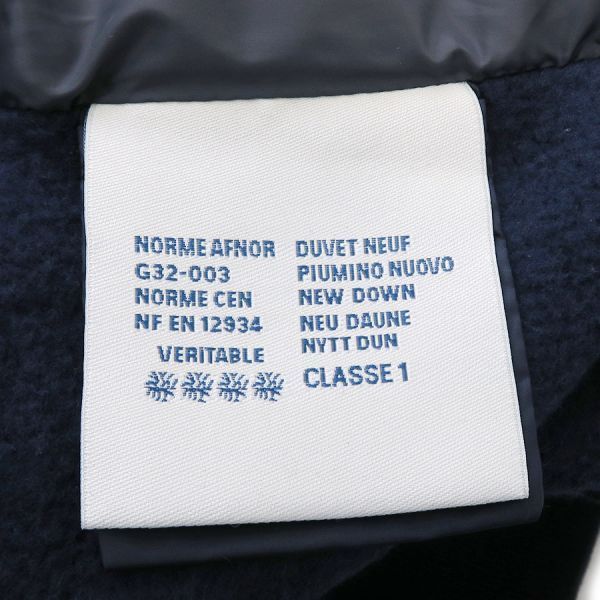 NORME AFNOR
G32-003
NORME CEN
NF EN 12934
VERITABLE
DUVET NEUF
PIUMINO NUOVO
NEW DOWN
NEU DAUNE
NYTT DUN
CLASSE 1